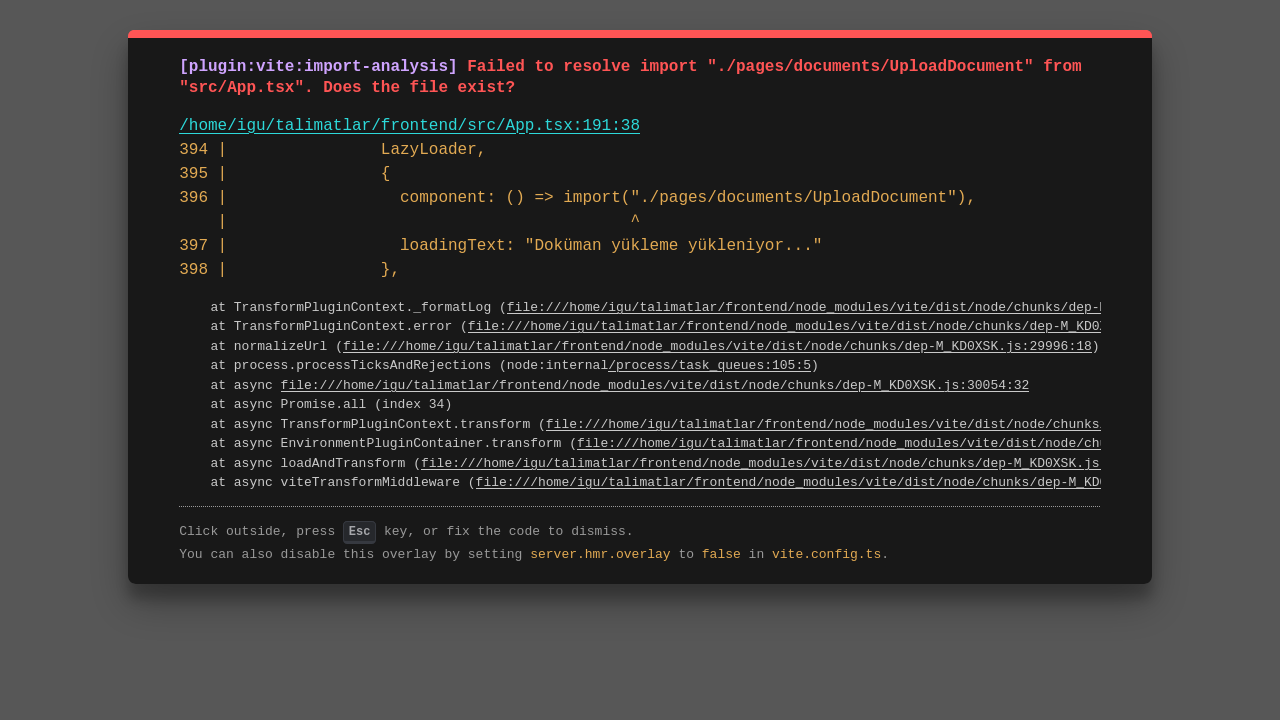 [plugin:vite:import-analysis] Failed to resolve import "./pages/documents/UploadDocument" from
"src/App.tsx". Does the file exist?
/home/igu/talimatlar/frontend/src/App.tsx:191:38
394 |                LazyLoader,
395 |                {
396 |                  component: () => import("./pages/documents/UploadDocument"),
    |                                          ^
397 |                  loadingText: "Doküman yükleme yükleniyor..."
398 |                },
at TransformPluginContext._formatLog (file:///home/igu/talimatlar/frontend/node_modules/vite/dist/node/chunks/dep-
at TransformPluginContext.error (file:///home/igu/talimatlar/frontend/node_modules/vite/dist/node/chunks/dep-M_KD0
at normalizeUrl (file:///home/igu/talimatlar/frontend/node_modules/vite/dist/node/chunks/dep-M_KD0XSK.js:29996:18)
at process.processTicksAndRejections (node:internal/process/task_queues:105:5)
at async file:///home/igu/talimatlar/frontend/node_modules/vite/dist/node/chunks/dep-M_KD0XSK.js:30054:32
at async Promise.all (index 34)
at async TransformPluginContext.transform (file:///home/igu/talimatlar/frontend/node_modules/vite/dist/node/chunks
at async EnvironmentPluginContainer.transform (file:///home/igu/talimatlar/frontend/node_modules/vite/dist/node/ch
at async loadAndTransform (file:///home/igu/talimatlar/frontend/node_modules/vite/dist/node/chunks/dep-M_KD0XSK.js
at async viteTransformMiddleware (file:///home/igu/talimatlar/frontend/node_modules/vite/dist/node/chunks/dep-M_KD
Click outside, press Esc key, or fix the code to dismiss.
You can also disable this overlay by setting server.hmr.overlay to false in vite.config.ts.